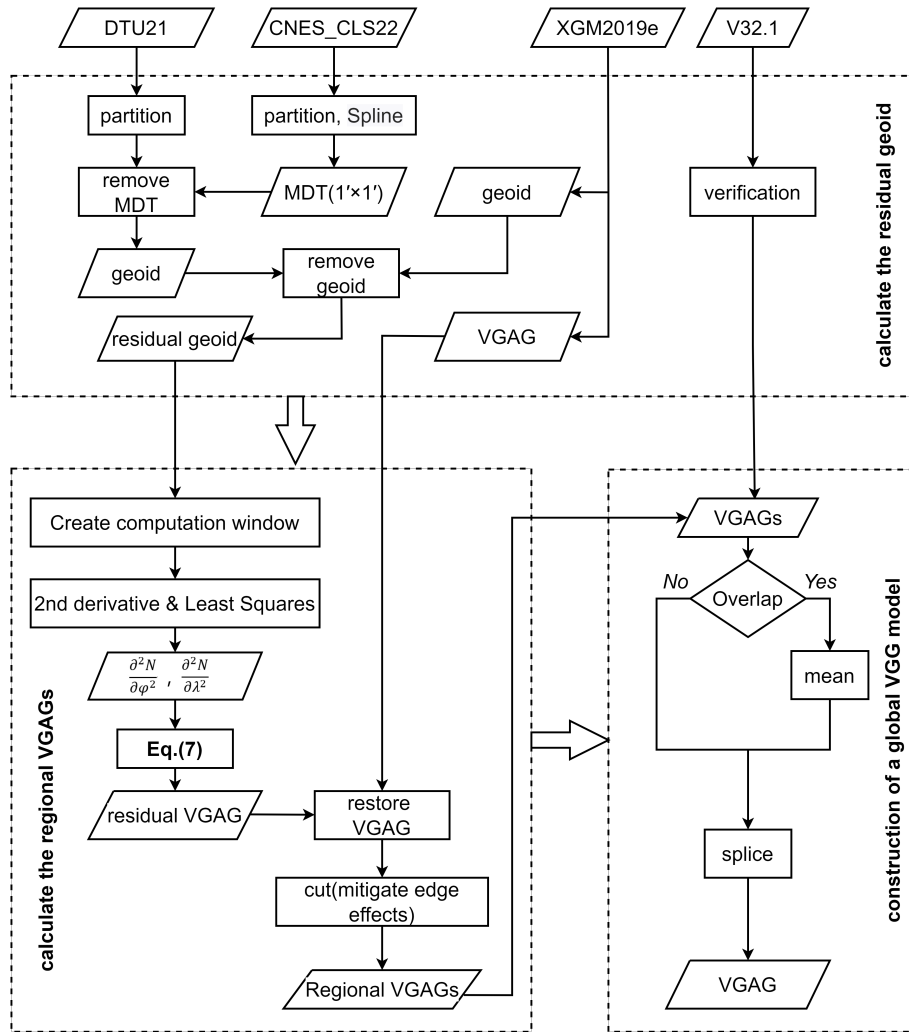 DTU21
CNES_CLS22
XGM2019e
V32.1
partition
partition, Spline
remove
MDT
MDT(1′×1′)
geoid
verification
geoid
remove
geoid
residual geoid
VGAG
calculate the residual geoid
Create computation window
2nd derivative & Least Squares
∂²N/∂φ² , ∂²N/∂λ²
Eq.(7)
residual VGAG
restore
VGAG
cut(mitigate edge
effects)
Regional VGAGs
calculate the regional VGAGs
VGAGs
No
Overlap
Yes
mean
splice
VGAG
construction of a global VGG model